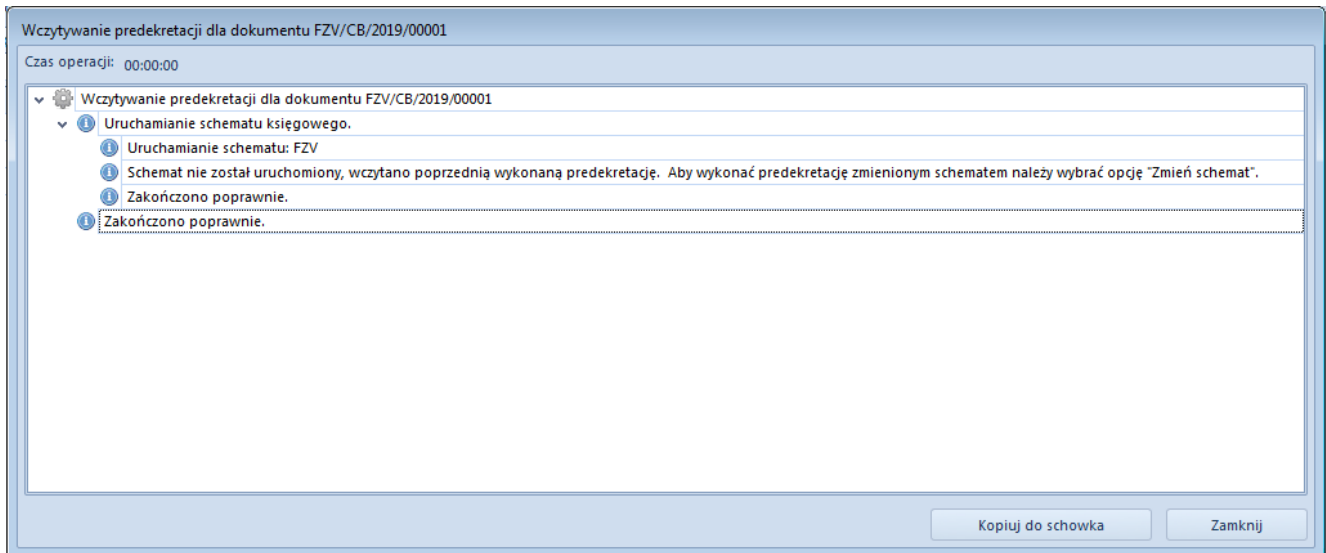 Wczytywanie predekretacji dla dokumentu FZV/CB/2019/00001
Czas operacji: 00:00:00
Wczytywanie predekretacji dla dokumentu FZV/CB/2019/00001
Uruchamianie schematu księgowego.
Uruchamianie schematu: FZV
Schemat nie został uruchomiony, wczytano poprzednią wykonaną predekretację.  Aby wykonać predekretację zmienionym schematem należy wybrać opcję "Zmień schemat".
Zakończono poprawnie.
Zakończono poprawnie.
Kopiuj do schowka Zamknij